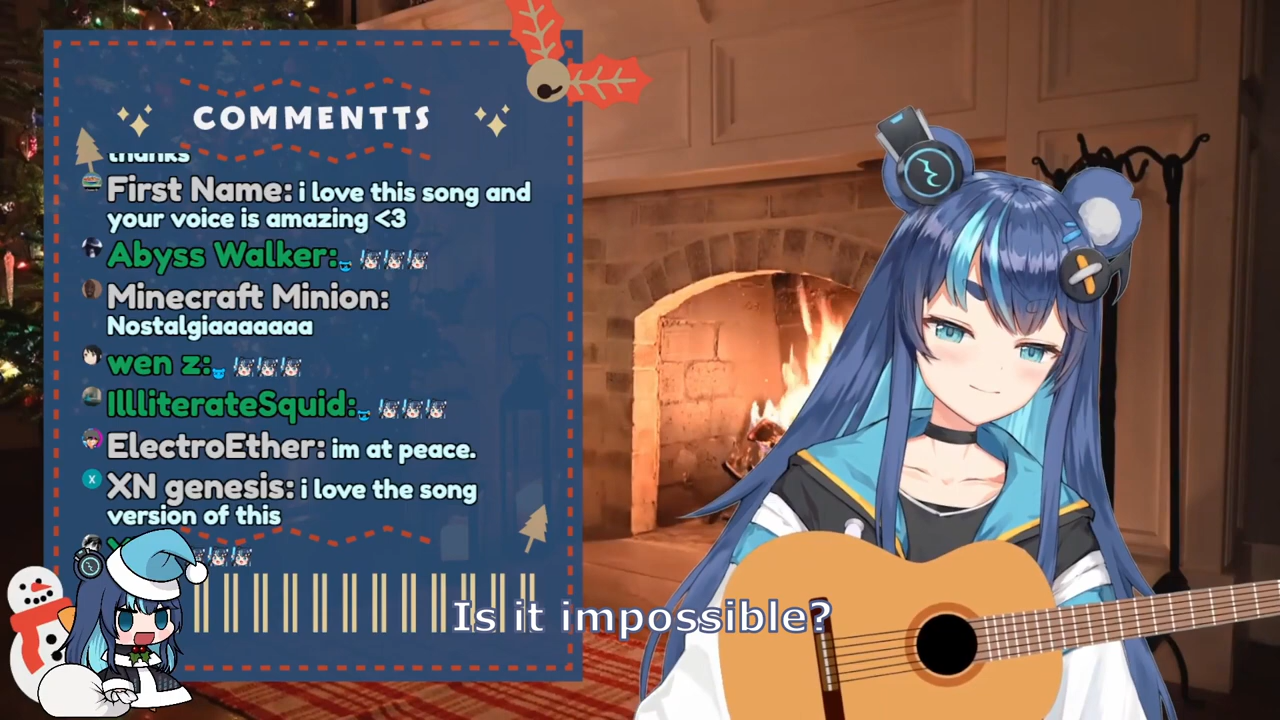 COMMENTTS
thanks
First Name: i love this song and
your voice is amazing <3
Abyss Walker:
Minecraft Minion:
Nostalgiaaaaaaa
wen z:
IllliterateSquid:
ElectroEther: im at peace.
X XN genesis: i love the song
version of this
Is it impossible?